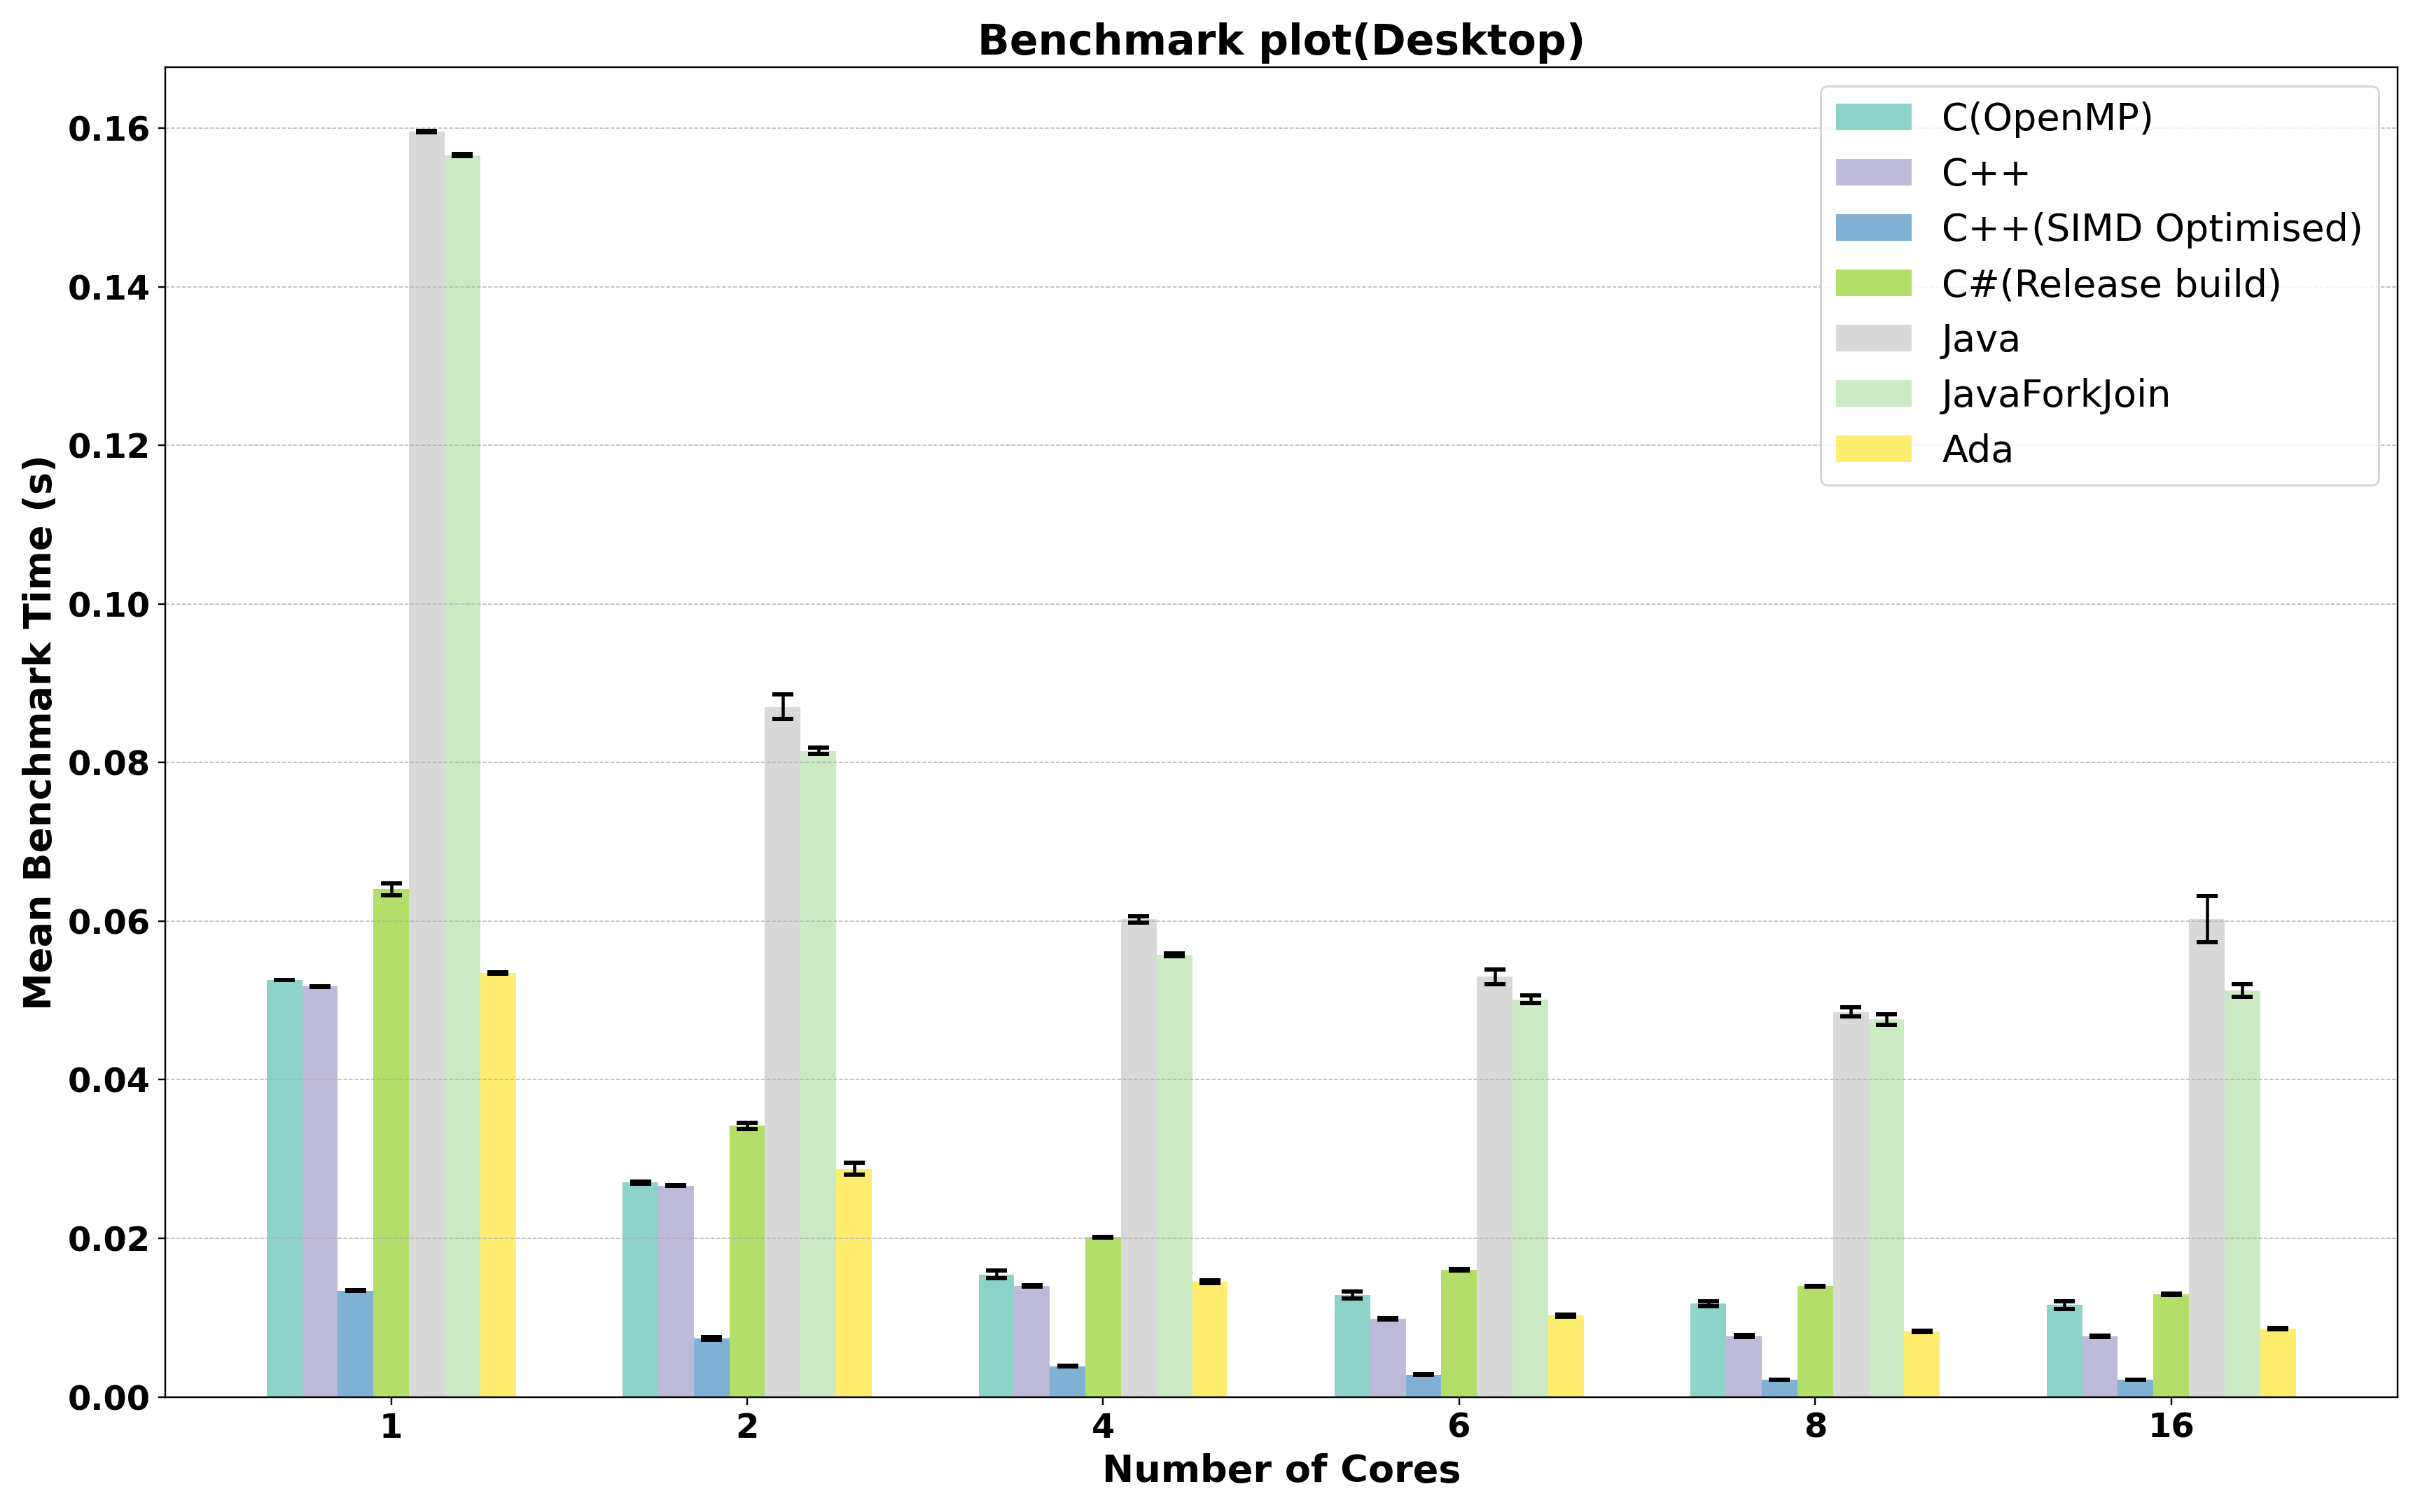 Benchmark plot(Desktop)
Mean Benchmark Time (s)
0.16
0.14
0.12
0.10
0.08
0.06
0.04
0.02
0.00
C(OpenMP)
C++
C++(SIMD Optimised)
C#(Release build)
Java
JavaForkJoin
Ada
1 2 4 6 8 16
Number of Cores